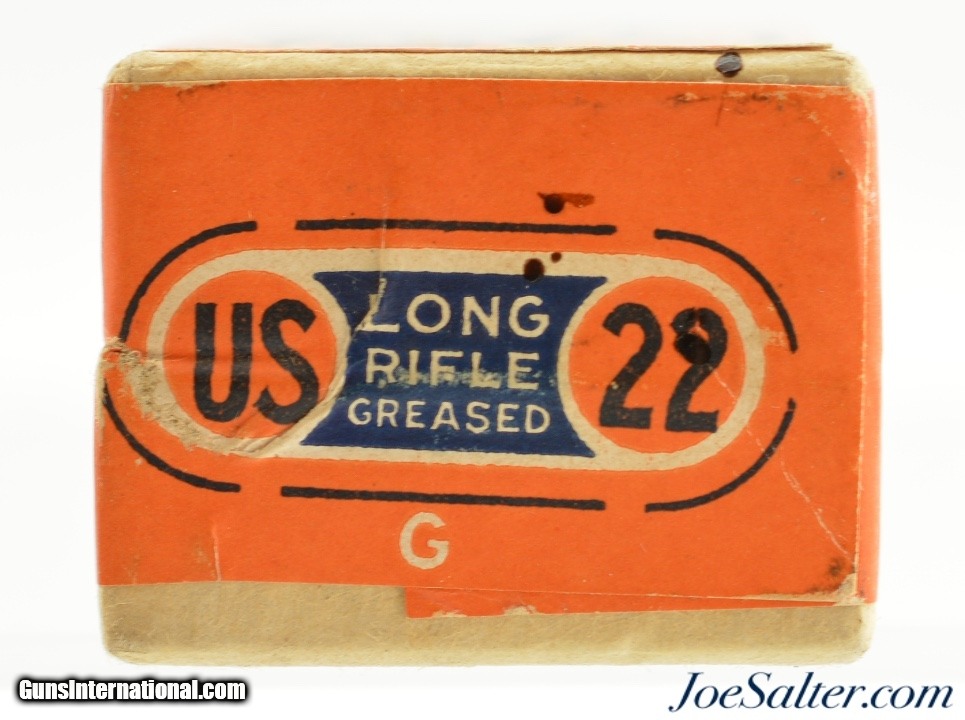 US
LONG
RIFLE
GREASED
22
G
GunsInternational.com
JoeSalter.com